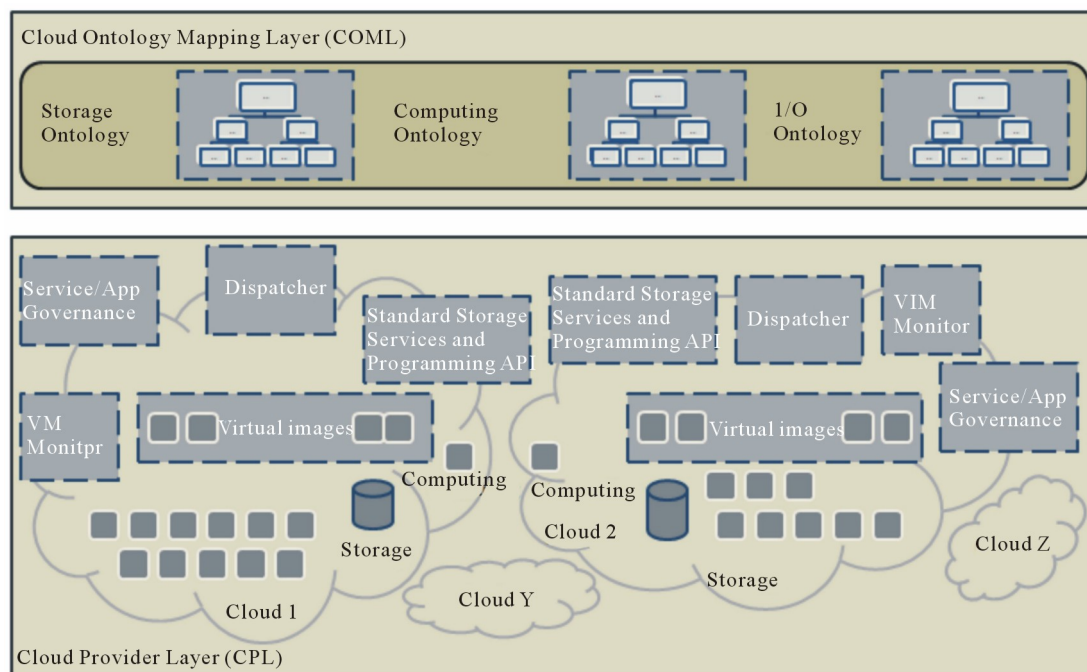 Cloud Ontology Mapping Layer (COML)
Storage
Ontology
Computing
Ontology
1/O
Ontology
Service/App
Governance
Dispatcher
Standard Storage
Services and
Programming API
VM
Monitpr
Virtual images
Computing
Storage
Cloud 1
Cloud Y
Standard Storage
Services and
Programming API
Dispatcher
VIM
Monitor
Service/App
Governance
Virtual images
Computing
Cloud 2
Storage
Cloud Z
Cloud Provider Layer (CPL)